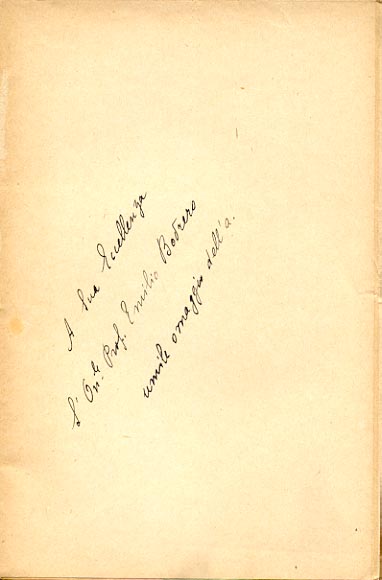 A Sua Eccellenza
l'On.le Prof. Emilio Bodrero
umile omaggio dell'a.